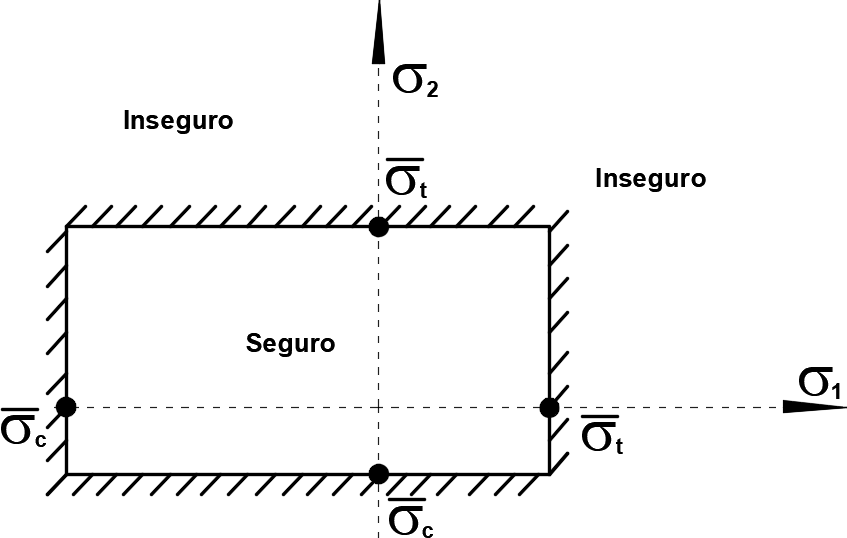 σ2
Inseguro
σ̅t
Inseguro
Seguro
σ1
σ̅c
σ̅t
σ̅c